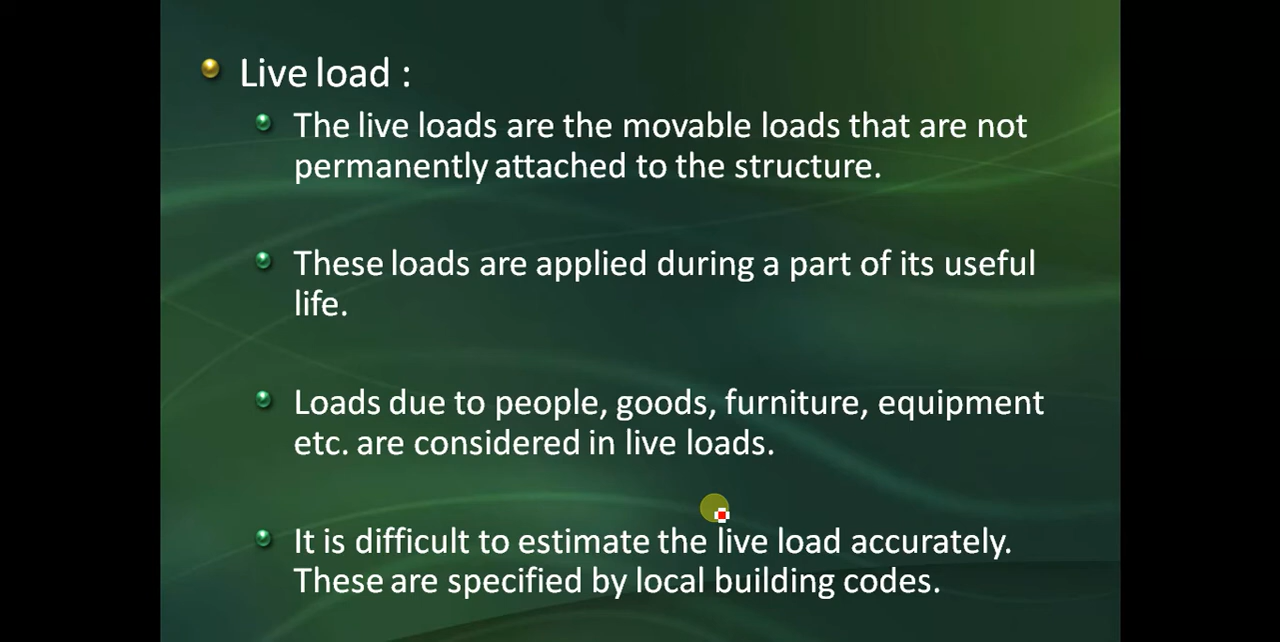 Live load :
The live loads are the movable loads that are not
permanently attached to the structure.
These loads are applied during a part of its useful
life.
Loads due to people, goods, furniture, equipment
etc. are considered in live loads.
It is difficult to estimate the live load accurately.
These are specified by local building codes.